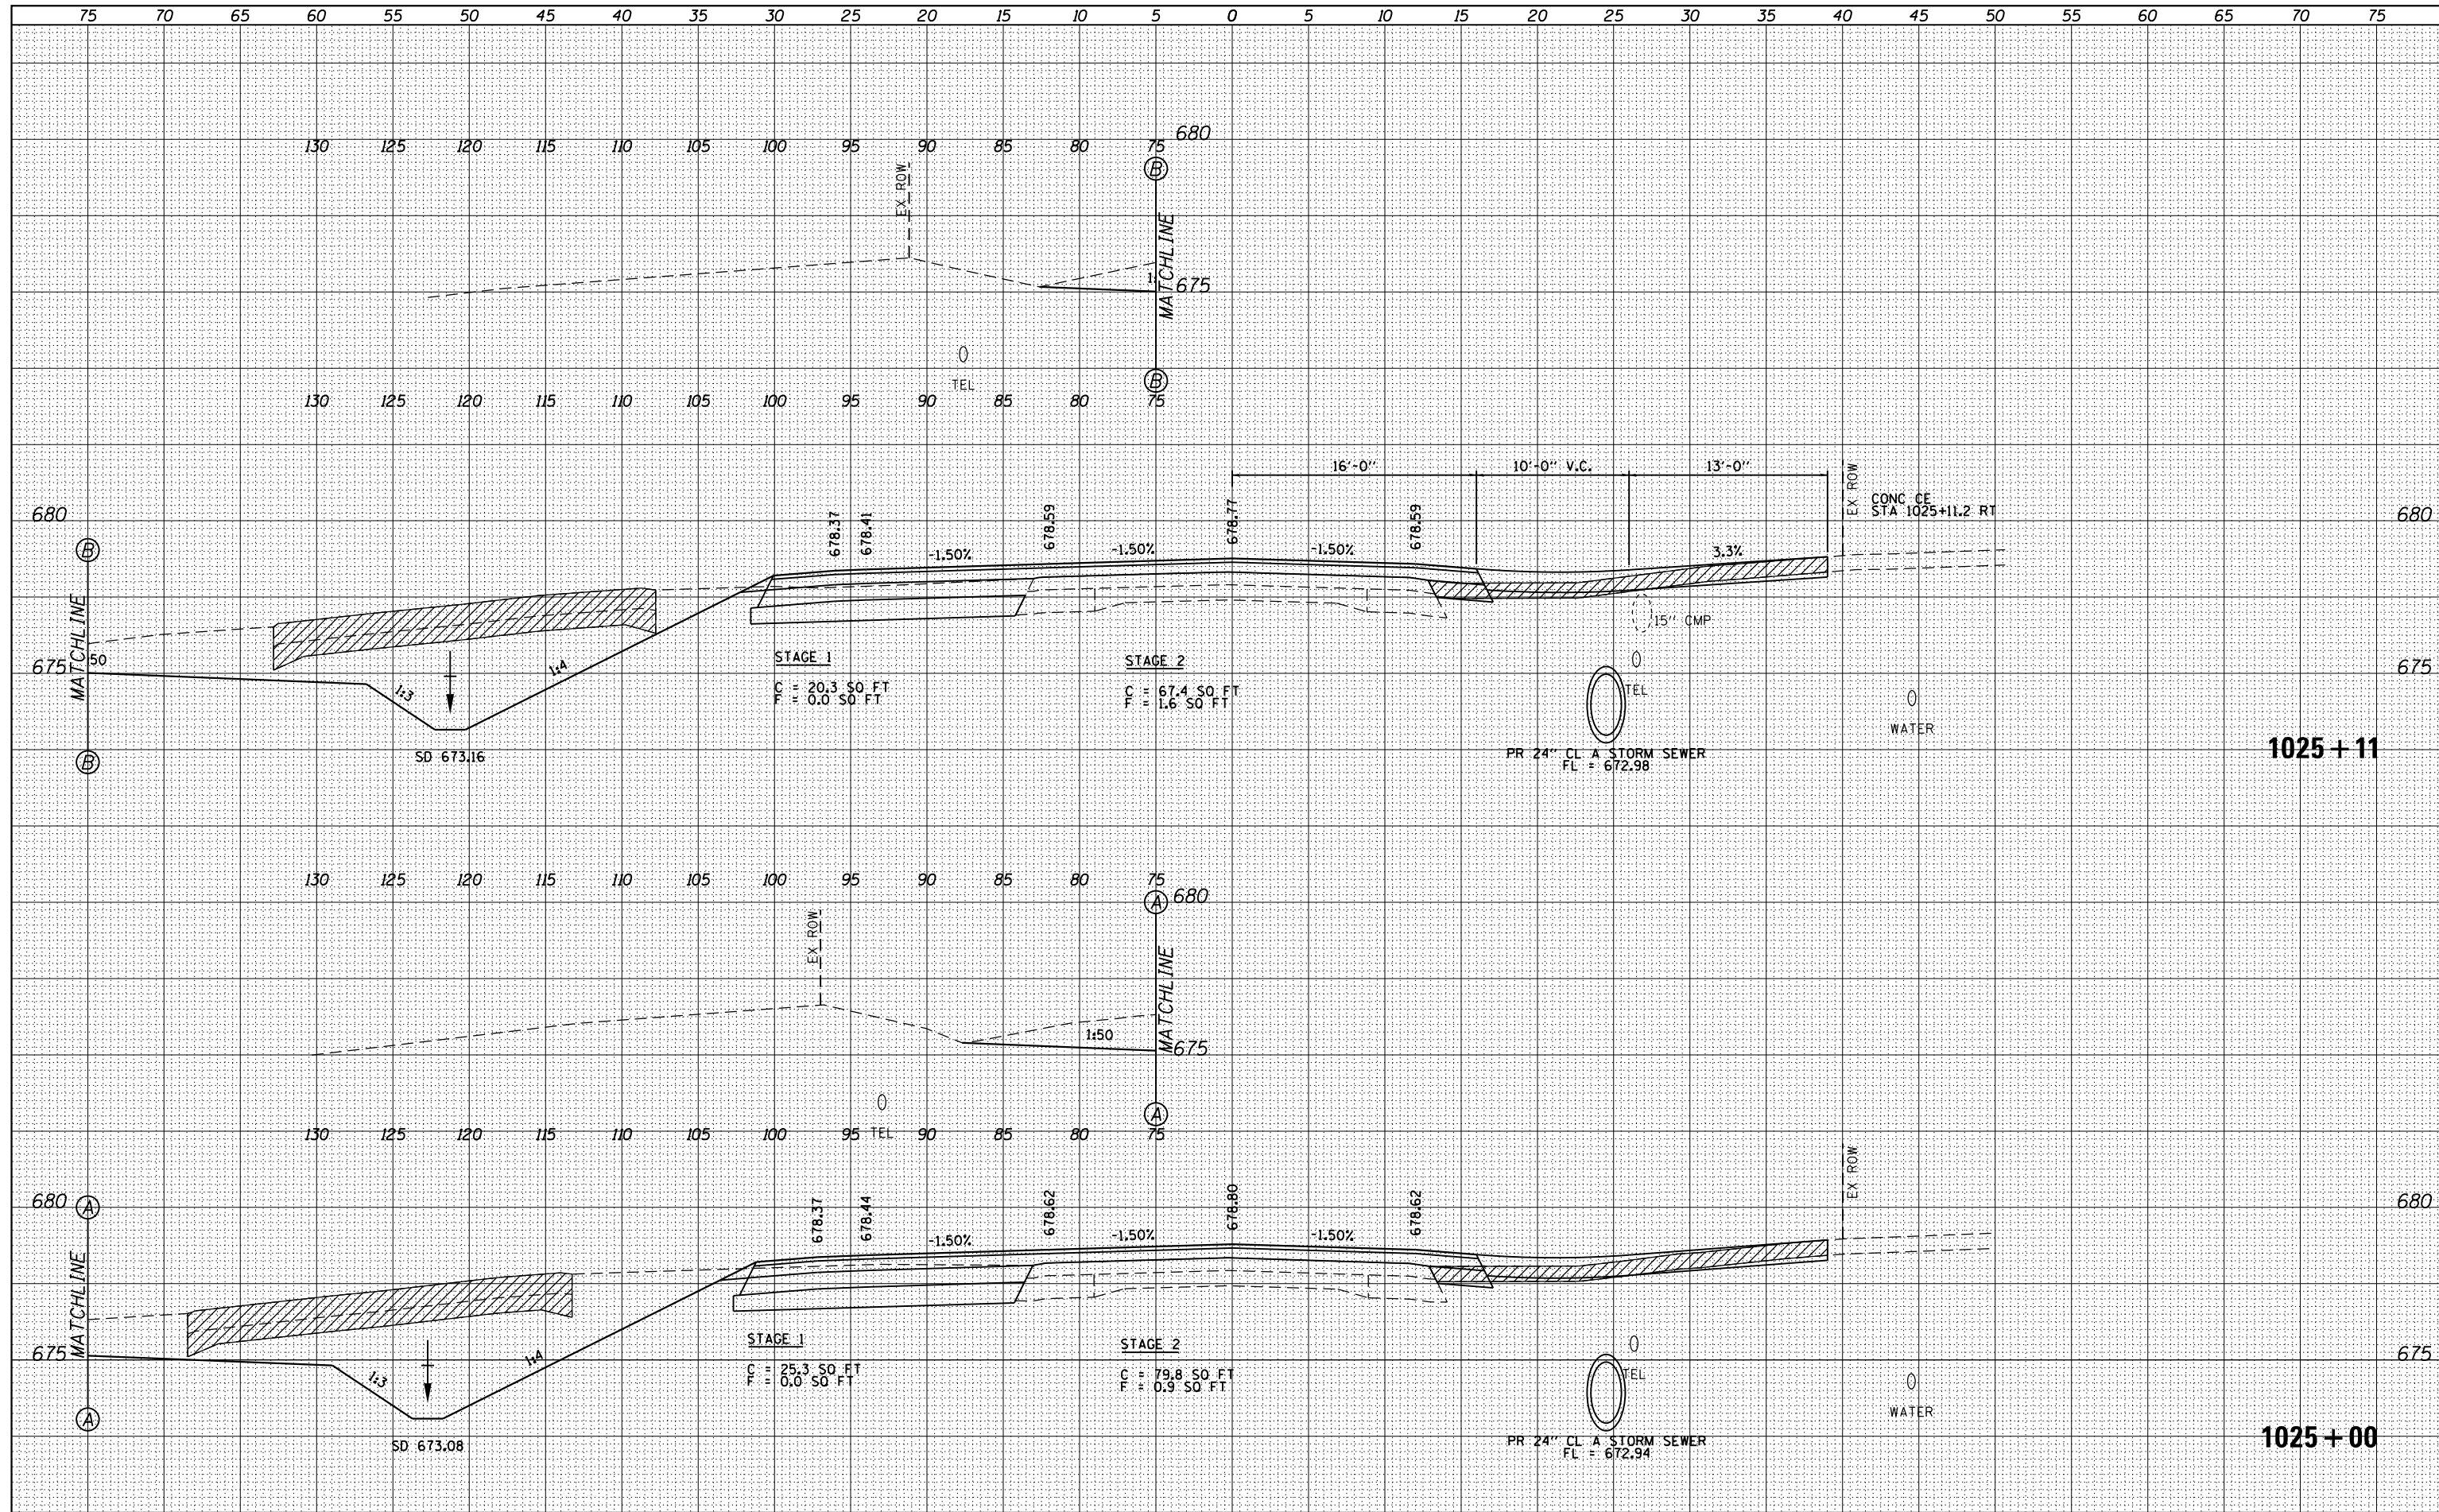 75 70 65 60 55 50 45 40 35 30 25 20 15 10 5 0 5 10 15 20 25 30 35 40 45 50 55 60 65 70 75
680
130 125 120 115 110 105 100 95 90 85 80 75
B
EX ROW
MATCHLINE
1:
675
TEL
B
130 125 120 115 110 105 100 95 90 85 80 75
16'-0" 10'-0" V.C. 13'-0"
EX ROW
CONC CE
STA 1025+11.2 RT
680 678.37 678.41 678.59 678.77 678.59 680
B
-1.50% -1.50% -1.50% 3.3%
MATCHLINE
15" CMP
50
675 675
1:3 1:4
STAGE 1
C = 20.3 SQ FT
F = 0.0 SQ FT
STAGE 2
C = 67.4 SQ FT
F = 1.6 SQ FT
TEL
WATER
SD 673.16
PR 24" CL A STORM SEWER
FL = 672.98
B
1025+11
130 125 120 115 110 105 100 95 90 85 80 75
A 680
EX ROW
MATCHLINE
1:50
675
A
TEL
130 125 120 115 110 105 100 95 90 85 80 75
EX ROW
680 A 678.37 678.44 678.62 678.80 678.62 680
-1.50% -1.50% -1.50%
MATCHLINE
675 675
1:3 1:4
STAGE 1
C = 25.3 SQ FT
F = 0.0 SQ FT
STAGE 2
C = 79.8 SQ FT
F = 0.9 SQ FT
TEL
WATER
A
SD 673.08
PR 24" CL A STORM SEWER
FL = 672.94
1025+00